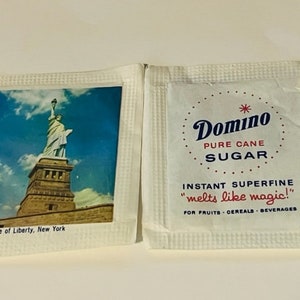 e of Liberty, New York
Domino
PURE CANE
SUGAR
INSTANT SUPERFINE
"melts like magic!"
FOR FRUITS · CEREALS · BEVERAGES